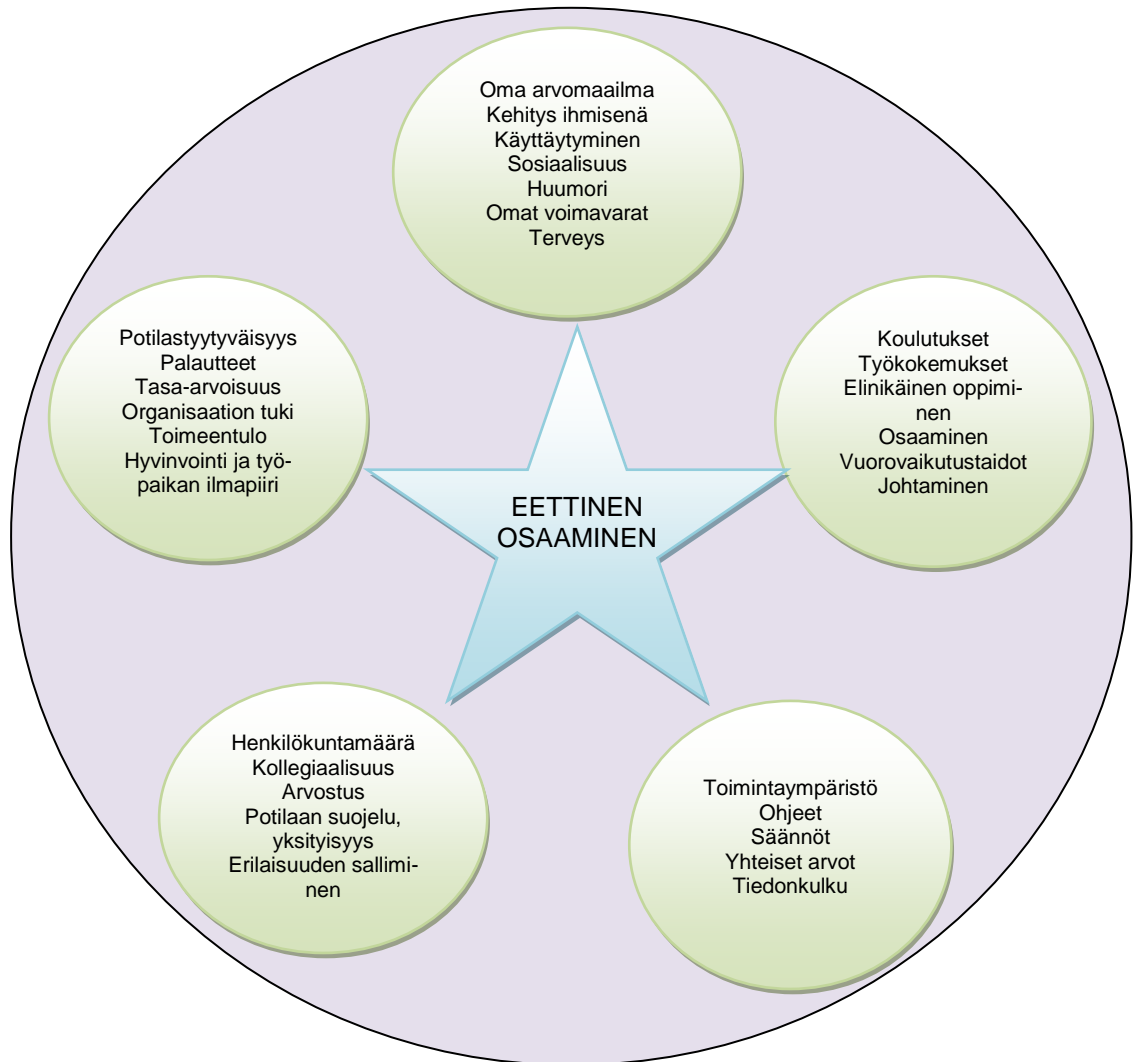 Oma arvomaailma
Kehitys ihmisenä
Käyttäytyminen
Sosiaalisuus
Huumori
Omat voimavarat
Terveys
Potilastyytyväisyys
Palautteet
Tasa-arvoisuus
Organisaation tuki
Toimeentulo
Hyvinvointi ja työ-
paikan ilmapiiri
Koulutukset
Työkokemukset
Elinikäinen oppimi-
nen
Osaaminen
Vuorovaikutustaidot
Johtaminen
EETTINEN
OSAAMINEN
Henkilökuntamäärä
Kollegiaalisuus
Arvostus
Potilaan suojelu,
yksityisyys
Erilaisuuden sallimi-
nen
Toimintaympäristö
Ohjeet
Säännöt
Yhteiset arvot
Tiedonkulku